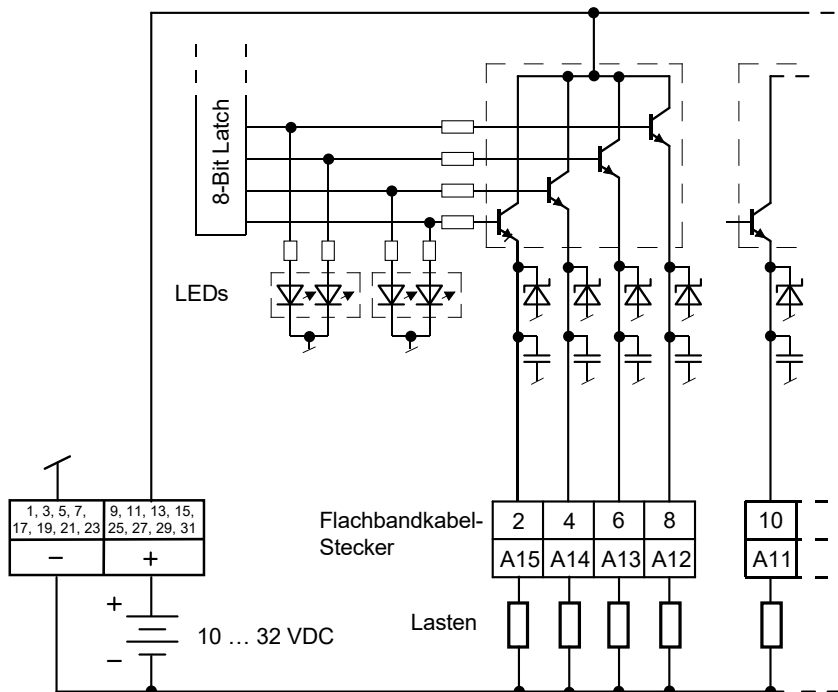 8-Bit Latch
LEDs
1, 3, 5, 7,
17, 19, 21, 23
9, 11, 13, 15,
25, 27, 29, 31
− +
+
10 … 32 VDC
−
Flachbandkabel-
Stecker
2 4 6 8 10
A15 A14 A13 A12 A11
Lasten